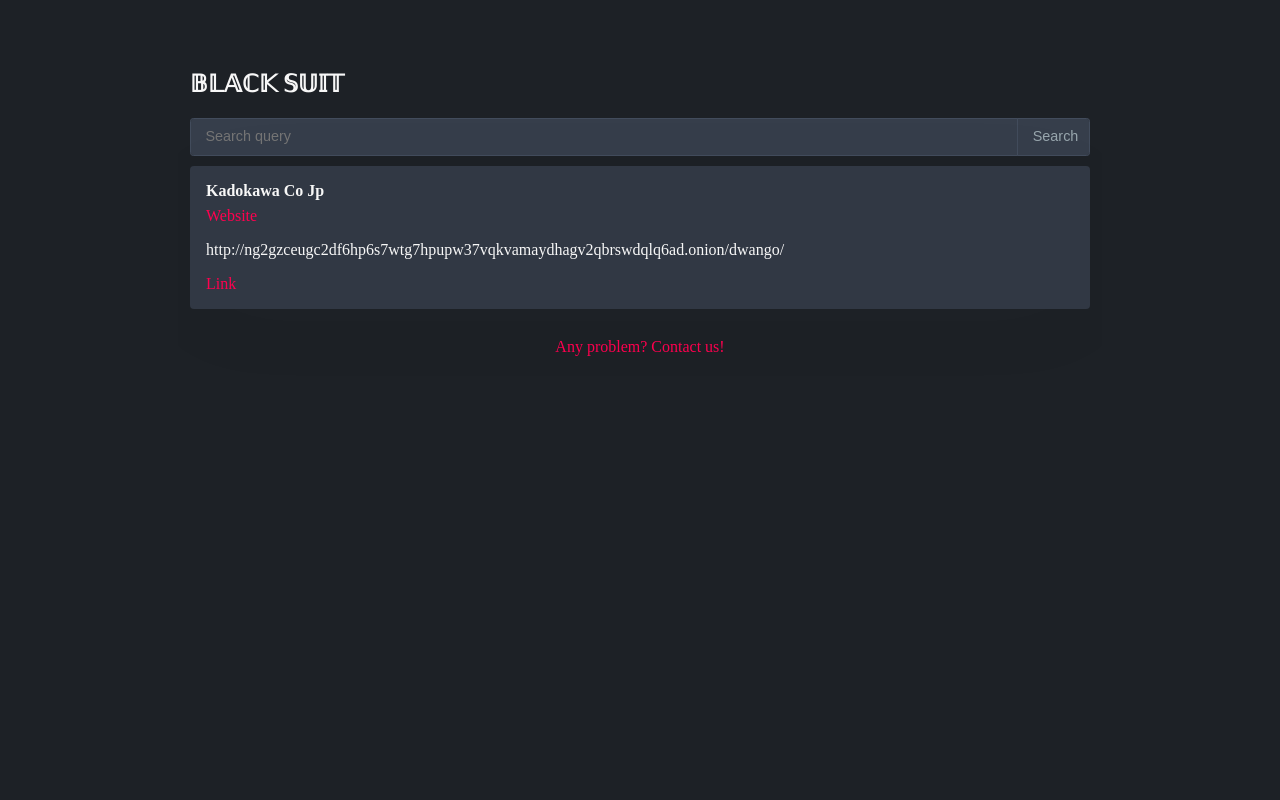 BLACK SUIT
Search query
Search
Kadokawa Co Jp
Website
http://ng2gzceugc2df6hp6s7wtg7hpupw37vqkvamaydhagv2qbrswdqlq6ad.onion/dwango/
Link
Any problem? Contact us!